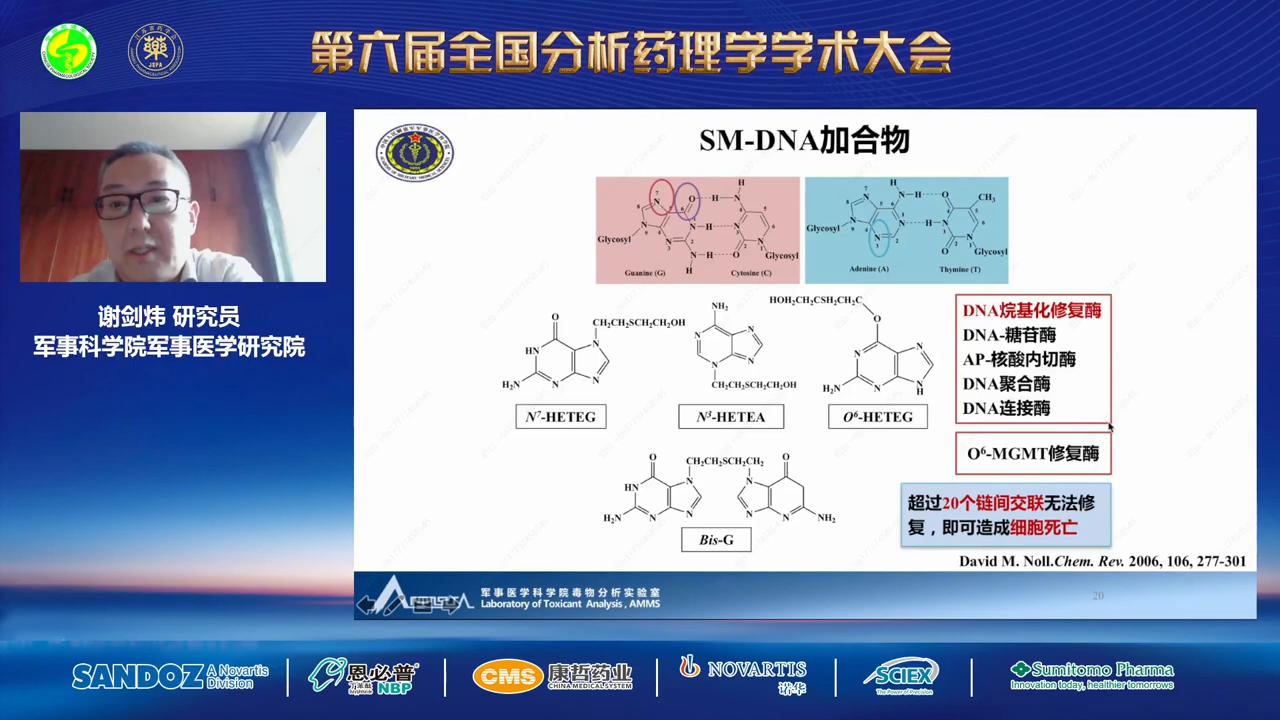 第六届全国分析药理学学术大会
谢剑炜 研究员
军事科学院军事医学研究院
SM-DNA加合物
Glycosyl
Guanine (G)
Cytosine (C)
Glycosyl
Glycosyl
Adenine (A)
Thymine (T)
Glycosyl
CH₂CH₂SCH₂CH₂OH
N⁷-HETEG
NH₂
CH₂CH₂SCH₂CH₂OH
N³-HETEA
HOH₂CH₂CSH₂CH₂C
O⁶-HETEG
DNA烷基化修复酶
DNA-糖苷酶
AP-核酸内切酶
DNA聚合酶
DNA连接酶
O⁶-MGMT修复酶
CH₂CH₂SCH₂CH₂
Bis-G
超过20个链间交联无法修
复，即可造成细胞死亡
David M. Noll.Chem. Rev. 2006, 106, 277-301
军事医学科学院毒物分析实验室
Laboratory of Toxicant Analysis , AMMS
20
SANDOZ A Novartis
Division
恩必普
NBP
CMS 康哲药业
CHINA MEDICAL SYSTEM
NOVARTIS
诺华
SCIEX
The Power of Precision
Sumitomo Pharma
Innovation today, healthier tomorrows